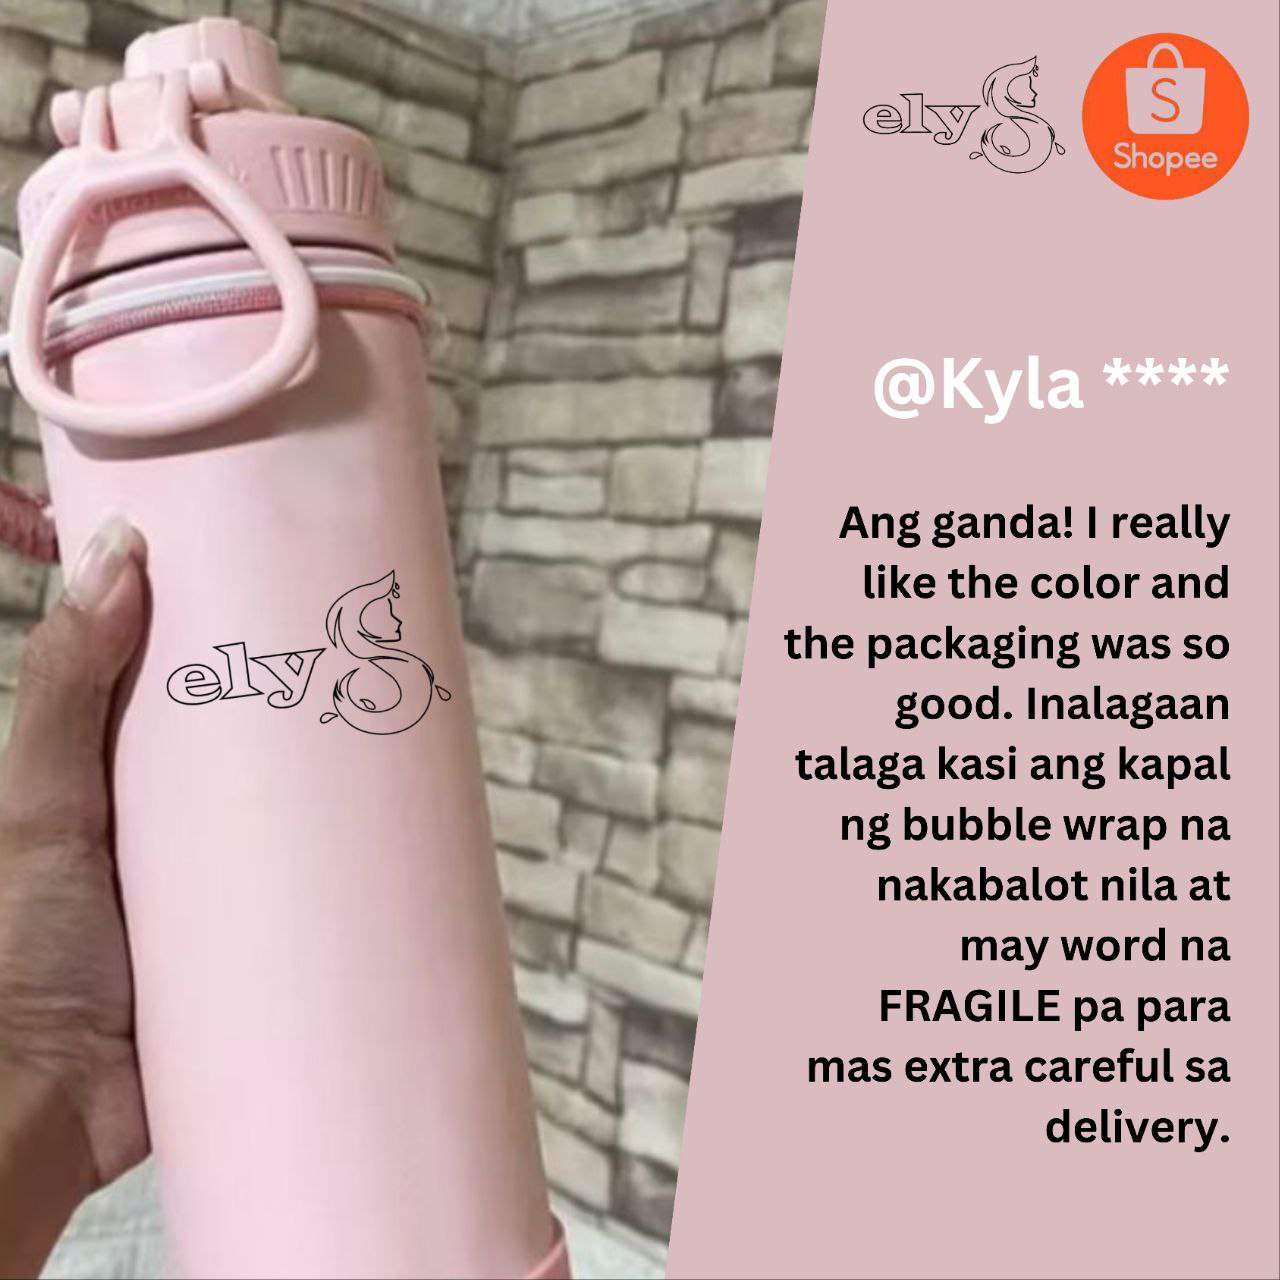 elyS
S
Shopee
@Kyla ****
Ang ganda! I really
like the color and
the packaging was so
good. Inalagaan
talaga kasi ang kapal
ng bubble wrap na
nakabalot nila at
may word na
FRAGILE pa para
mas extra careful sa
delivery.
elyS